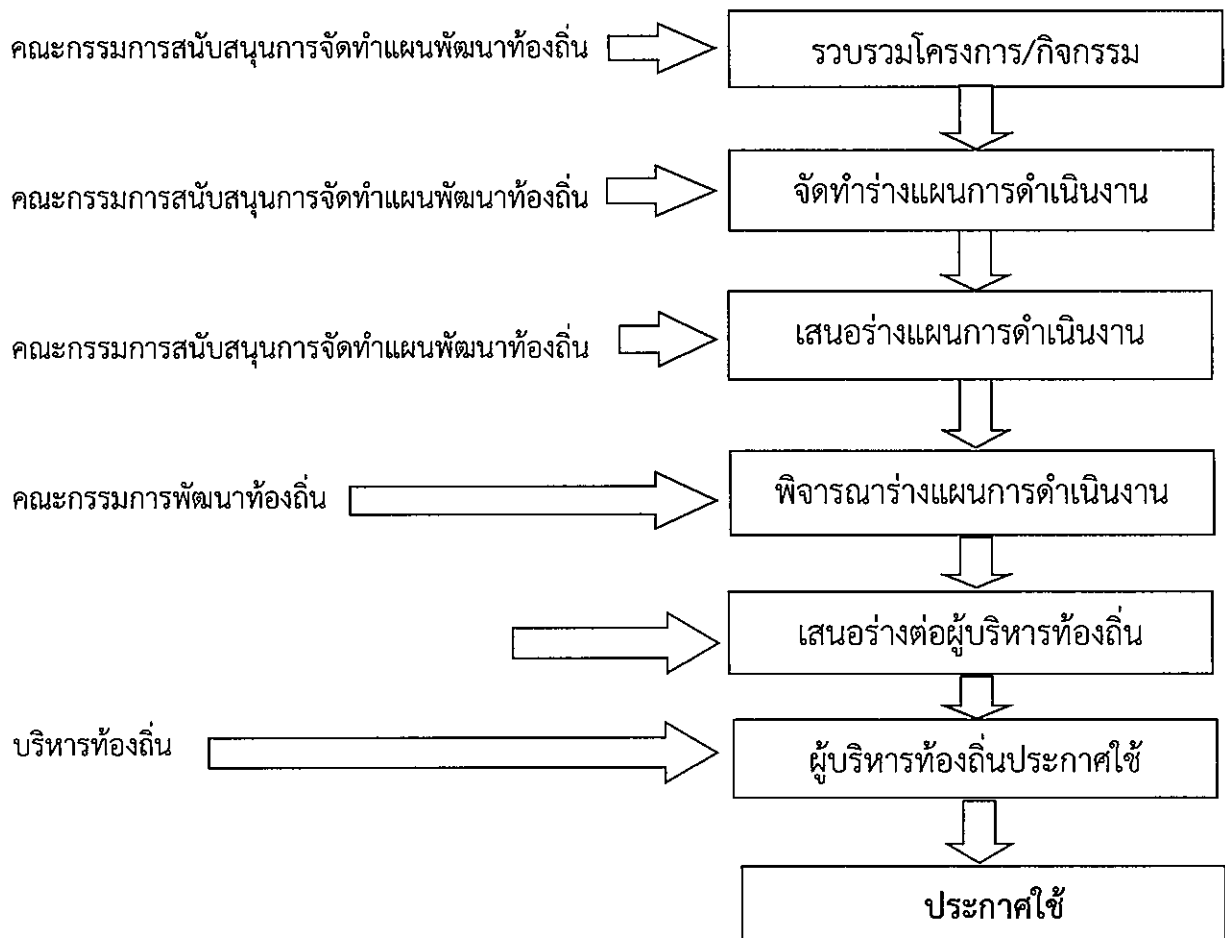 คณะกรรมการสนับสนุนการจัดทำแผนพัฒนาท้องถิ่น
รวบรวมโครงการ/กิจกรรม
คณะกรรมการสนับสนุนการจัดทำแผนพัฒนาท้องถิ่น
จัดทำร่างแผนการดำเนินงาน
คณะกรรมการสนับสนุนการจัดทำแผนพัฒนาท้องถิ่น
เสนอร่างแผนการดำเนินงาน
คณะกรรมการพัฒนาท้องถิ่น
พิจารณาร่างแผนการดำเนินงาน
เสนอร่างต่อผู้บริหารท้องถิ่น
บริหารท้องถิ่น
ผู้บริหารท้องถิ่นประกาศใช้
ประกาศใช้